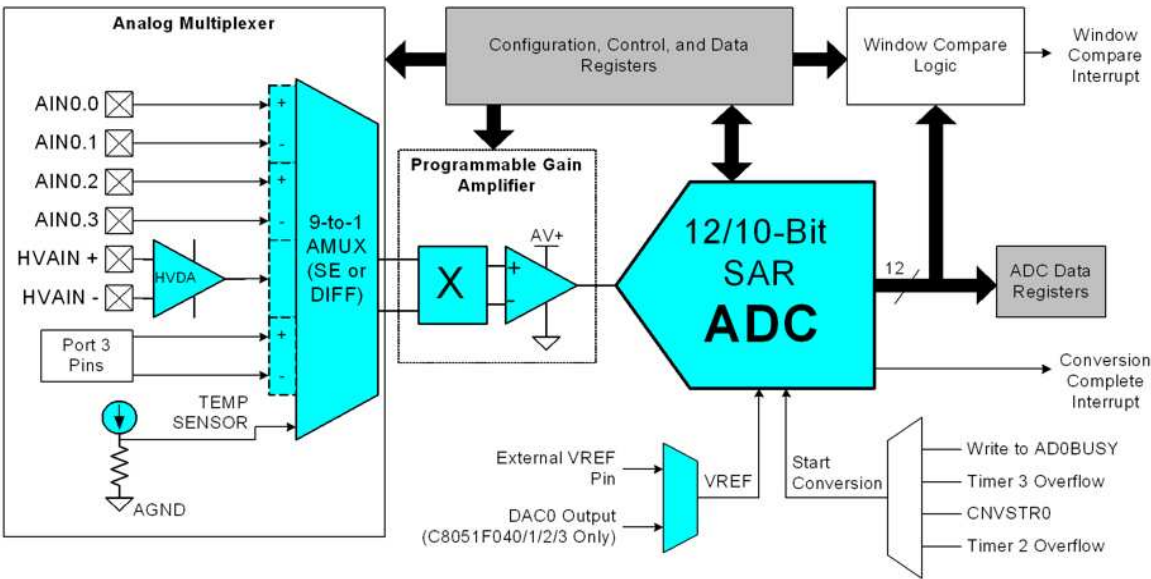 Analog Multiplexer
AIN0.0
AIN0.1
AIN0.2
AIN0.3
HVAIN +
HVAIN -
HVDA
Port 3
Pins
TEMP
SENSOR
AGND
+
-
+
-
+
-
9-to-1
AMUX
(SE or
DIFF)
Configuration, Control, and Data
Registers
Programmable Gain
Amplifier
X
+
-
AV+
12/10-Bit
SAR
ADC
12
Window Compare
Logic
Window
Compare
Interrupt
ADC Data
Registers
Conversion
Complete
Interrupt
External VREF
Pin
DAC0 Output
(C8051F040/1/2/3 Only)
VREF
Start
Conversion
Write to AD0BUSY
Timer 3 Overflow
CNVSTR0
Timer 2 Overflow